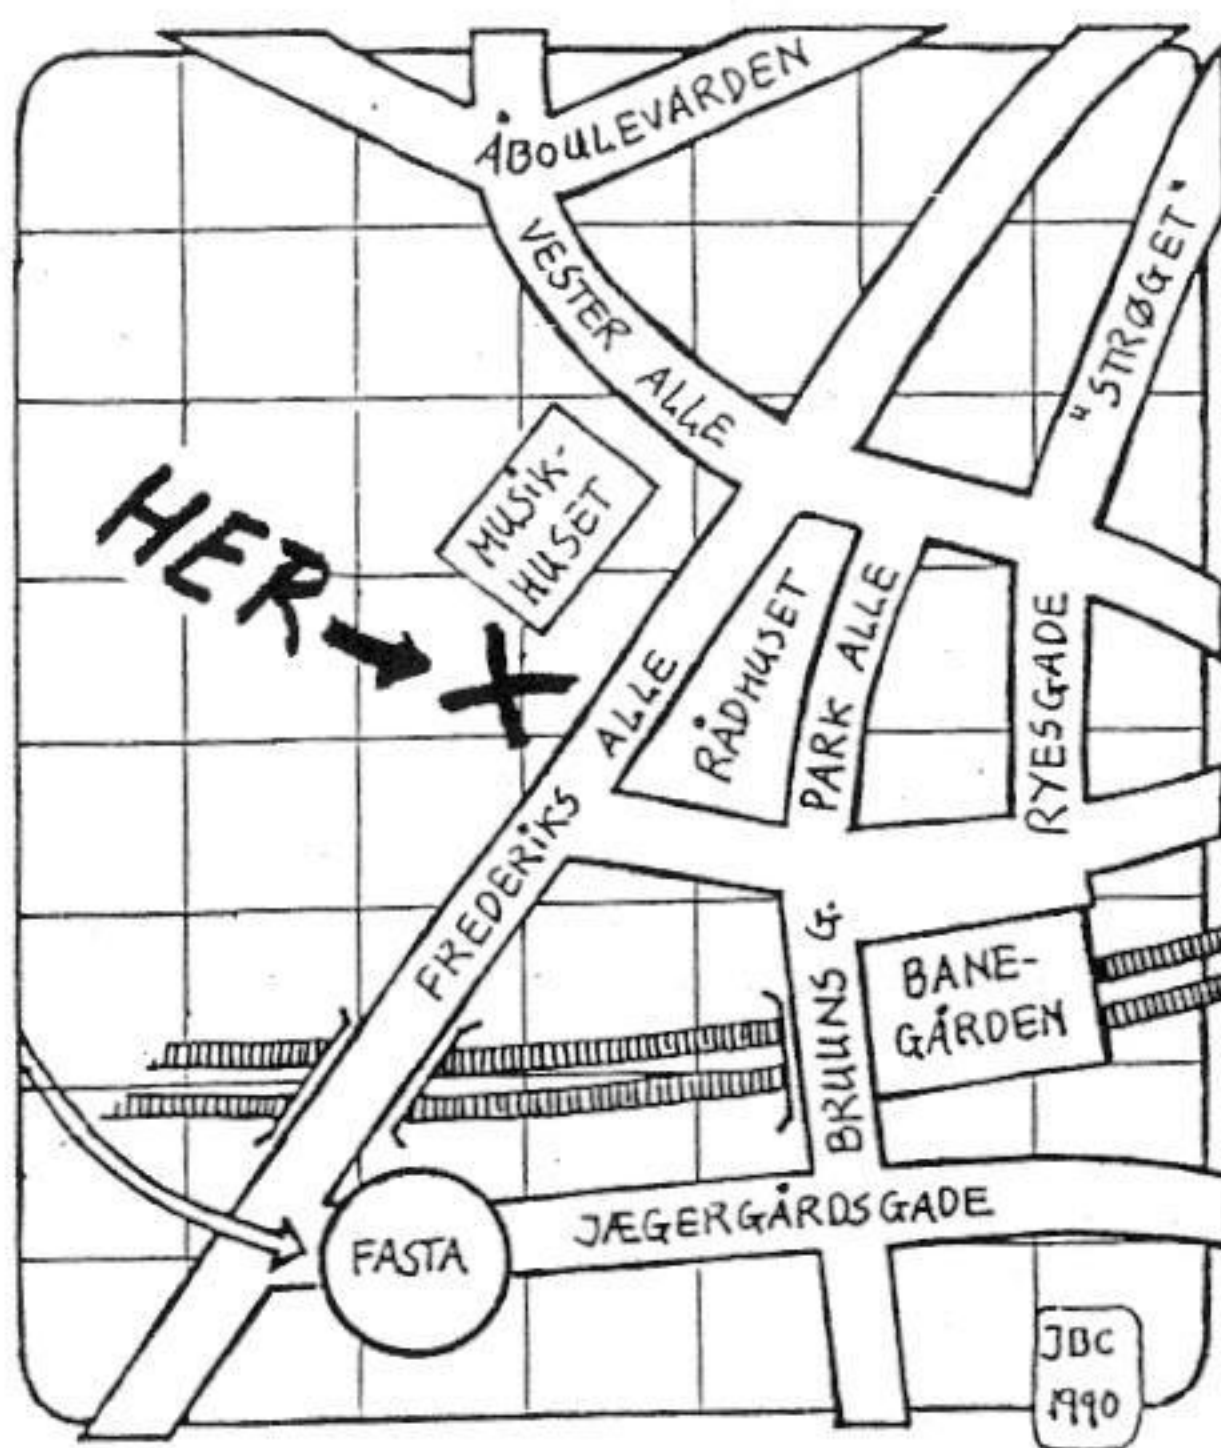 ÅBOULEVARDEN
VESTER ALLE
"STRØGET"
MUSIK-
HUSET
HER
RÅDHUSET
PARK ALLE
RYESGADE
FREDERIKS ALLE
BRUUNS G.
BANE-
GÅRDEN
JÆGERGÅRDSGADE
FASTA
JBC
1990